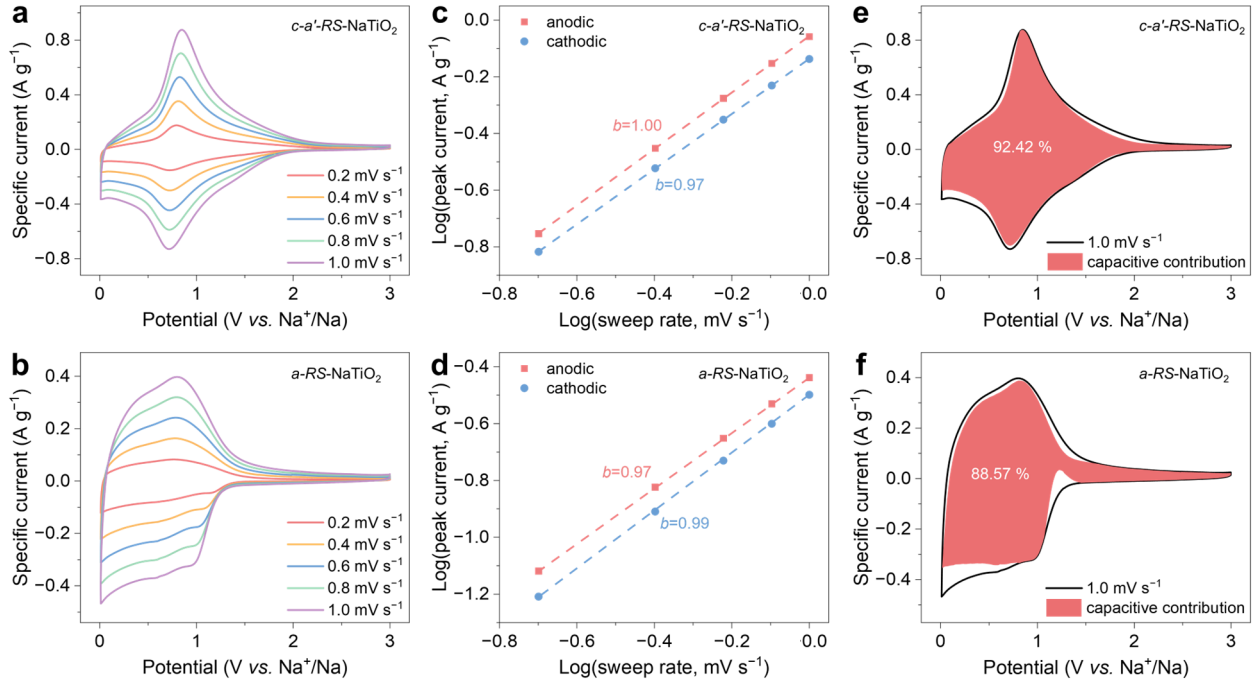 a
c-a'-RS-NaTiO₂
Specific current (A g⁻¹)
0.8
0.4
0.0
−0.4
−0.8
0.2 mV s⁻¹
0.4 mV s⁻¹
0.6 mV s⁻¹
0.8 mV s⁻¹
1.0 mV s⁻¹
0 1 2 3
Potential (V vs. Na⁺/Na)
c
anodic
cathodic
c-a'-RS-NaTiO₂
Log(peak current, A g⁻¹)
0.0
−0.2
−0.4
−0.6
−0.8
b=1.00
b=0.97
−0.8 −0.6 −0.4 −0.2 0.0
Log(sweep rate, mV s⁻¹)
e
c-a'-RS-NaTiO₂
Specific current (A g⁻¹)
0.8
0.4
0.0
−0.4
−0.8
92.42 %
1.0 mV s⁻¹
capacitive contribution
0 1 2 3
Potential (V vs. Na⁺/Na)
b
a-RS-NaTiO₂
Specific current (A g⁻¹)
0.4
0.2
0.0
−0.2
−0.4
0.2 mV s⁻¹
0.4 mV s⁻¹
0.6 mV s⁻¹
0.8 mV s⁻¹
1.0 mV s⁻¹
0 1 2 3
Potential (V vs. Na⁺/Na)
d
anodic
cathodic
a-RS-NaTiO₂
Log(peak current, A g⁻¹)
−0.4
−0.6
−0.8
−1.0
−1.2
b=0.97
b=0.99
−0.8 −0.6 −0.4 −0.2 0.0
Log(sweep rate, mV s⁻¹)
f
a-RS-NaTiO₂
Specific current (A g⁻¹)
0.4
0.2
0.0
−0.2
−0.4
88.57 %
1.0 mV s⁻¹
capacitive contribution
0 1 2 3
Potential (V vs. Na⁺/Na)